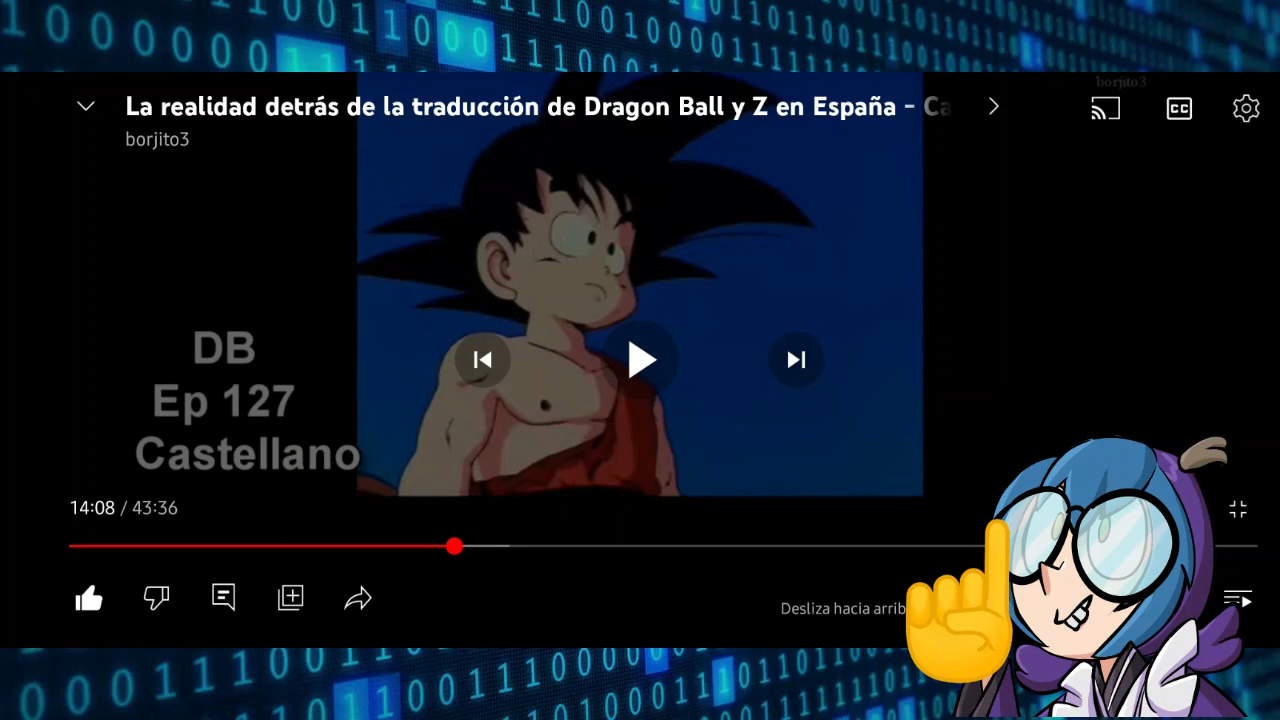 borjito3
La realidad detrás de la traducción de Dragon Ball y Z en España - Ca
borjito3
CC
DB
Ep 127
Castellano
14:08 / 43:36
Desliza hacia arrib